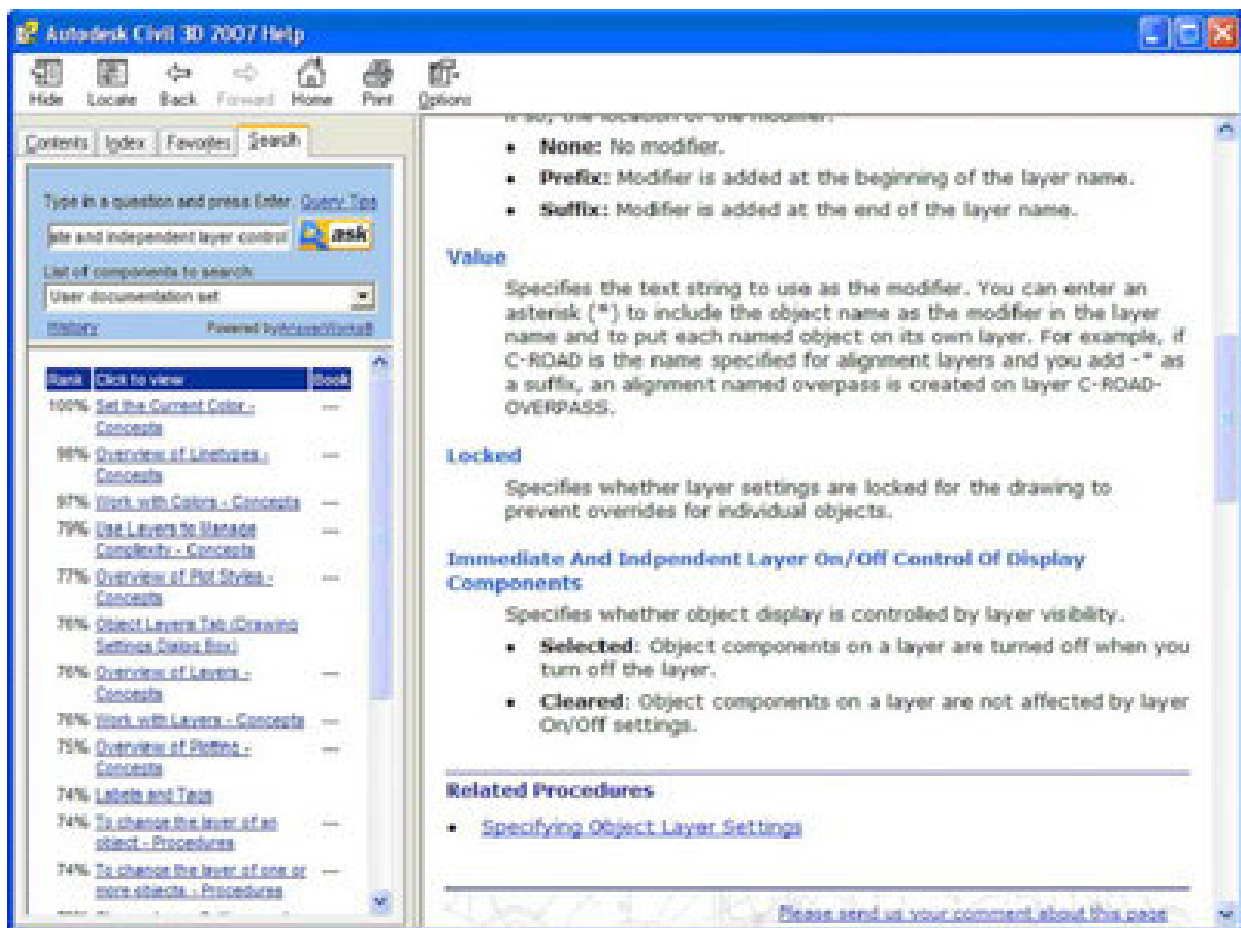 Autodesk Civil 3D 2007 Help
Hide Locate Back Forward Home Print Options
Contents Index Favorites Search
Type in a question and press Enter Query Tips
ate and independent layer control ask
List of components to search:
User documentation set
History Powered by AnswerWorks®
Rank Click to view Book
100% Set the Current Color - ---
Concepts
98% Overview of Linetypes - ---
Concepts
97% Work with Colors - Concepts ---
79% Use Layers to Manage ---
Complexity - Concepts
77% Overview of Plot Styles - ---
Concepts
76% Object Layers Tab (Drawing
Settings Dialog Box)
76% Overview of Layers - ---
Concepts
76% Work with Layers - Concepts ---
75% Overview of Plotting - ---
Concepts
74% Labels and Tags
74% To change the layer of an ---
object - Procedures
74% To change the layer of one or ---
more objects - Procedures
If so, the location of the modifier:
• None: No modifier.
• Prefix: Modifier is added at the beginning of the layer name.
• Suffix: Modifier is added at the end of the layer name.
Value
Specifies the text string to use as the modifier. You can enter an
asterisk (*) to include the object name as the modifier in the layer
name and to put each named object on its own layer. For example, if
C-ROAD is the name specified for alignment layers and you add -* as
a suffix, an alignment named overpass is created on layer C-ROAD-
OVERPASS.
Locked
Specifies whether layer settings are locked for the drawing to
prevent overrides for individual objects.
Immediate And Indpendent Layer On/Off Control Of Display
Components
Specifies whether object display is controlled by layer visibility.
• Selected: Object components on a layer are turned off when you
turn off the layer.
• Cleared: Object components on a layer are not affected by layer
On/Off settings.
Related Procedures
• Specifying Object Layer Settings
Please send us your comment about this page